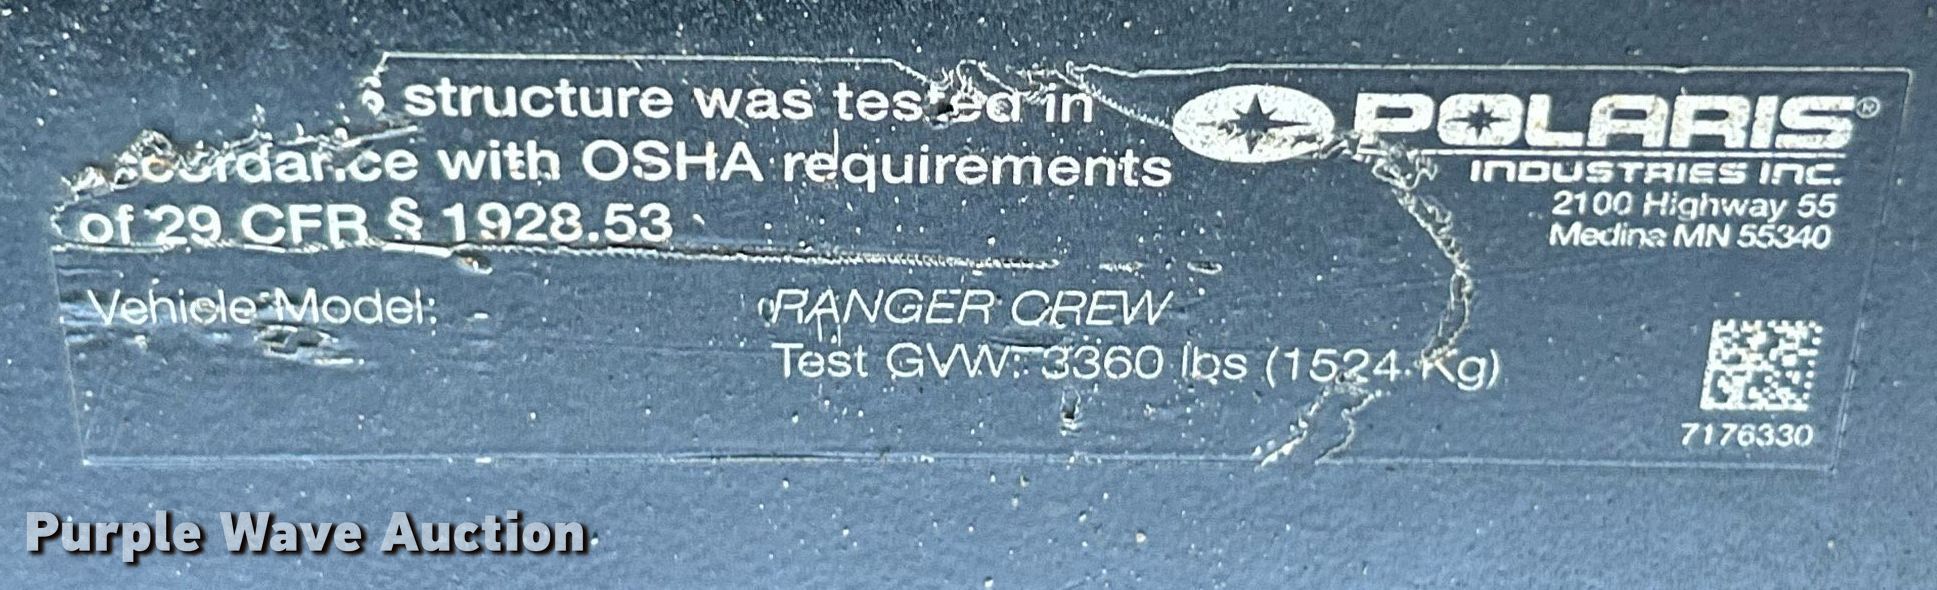 structure was tested in
accordance with OSHA requirements
of 29 CFR § 1928.53
POLARIS®
INDUSTRIES INC.
2100 Highway 55
Medina MN 55340
Vehicle Model:
RANGER CREW
Test GVW: 3360 lbs (1524 Kg)
7176330
Purple Wave Auction